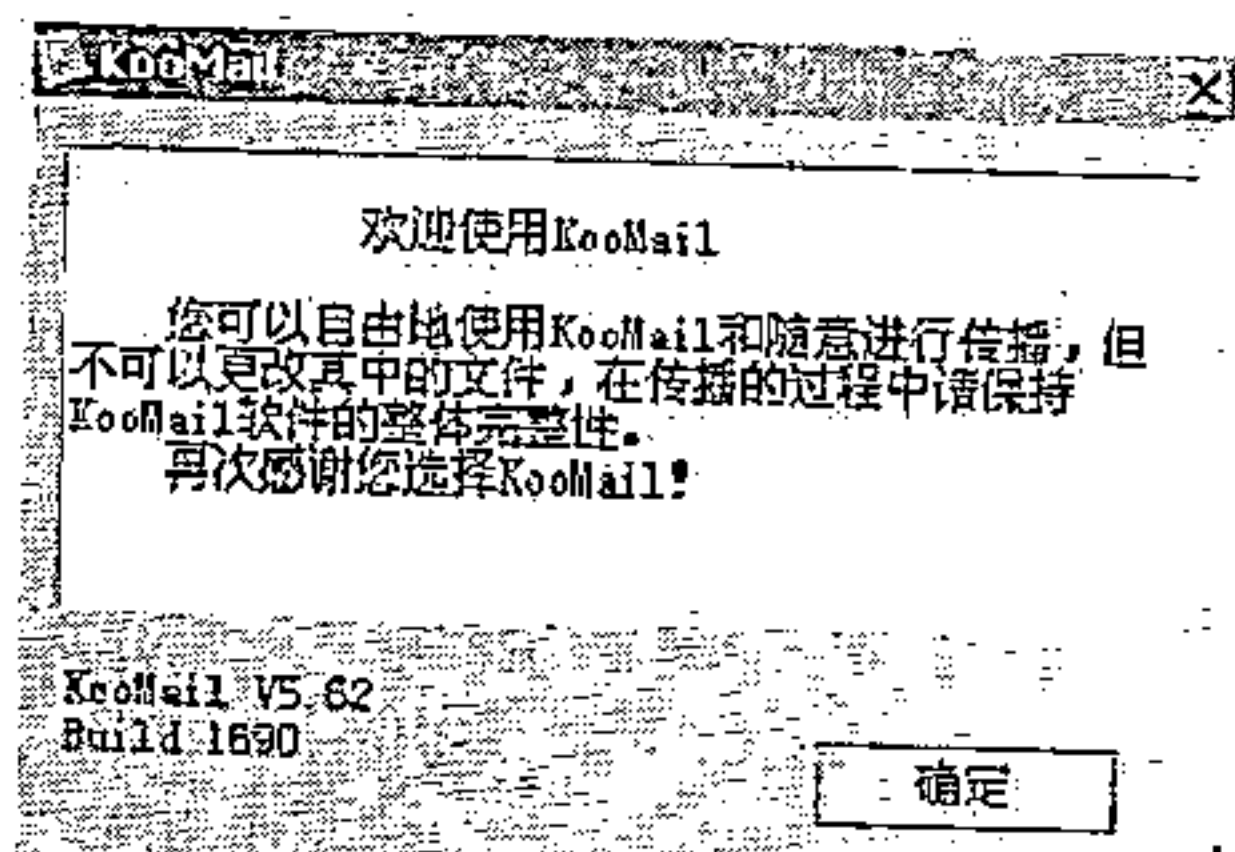 KooMail
欢迎使用KooMail
您可以自由地使用KooMail和随意进行传播，但
不可以更改其中的文件，在传播的过程中请保持
KooMail软件的整体完整性。
再次感谢您选择KooMail！
KooMail V5.62
Build 1690
确定